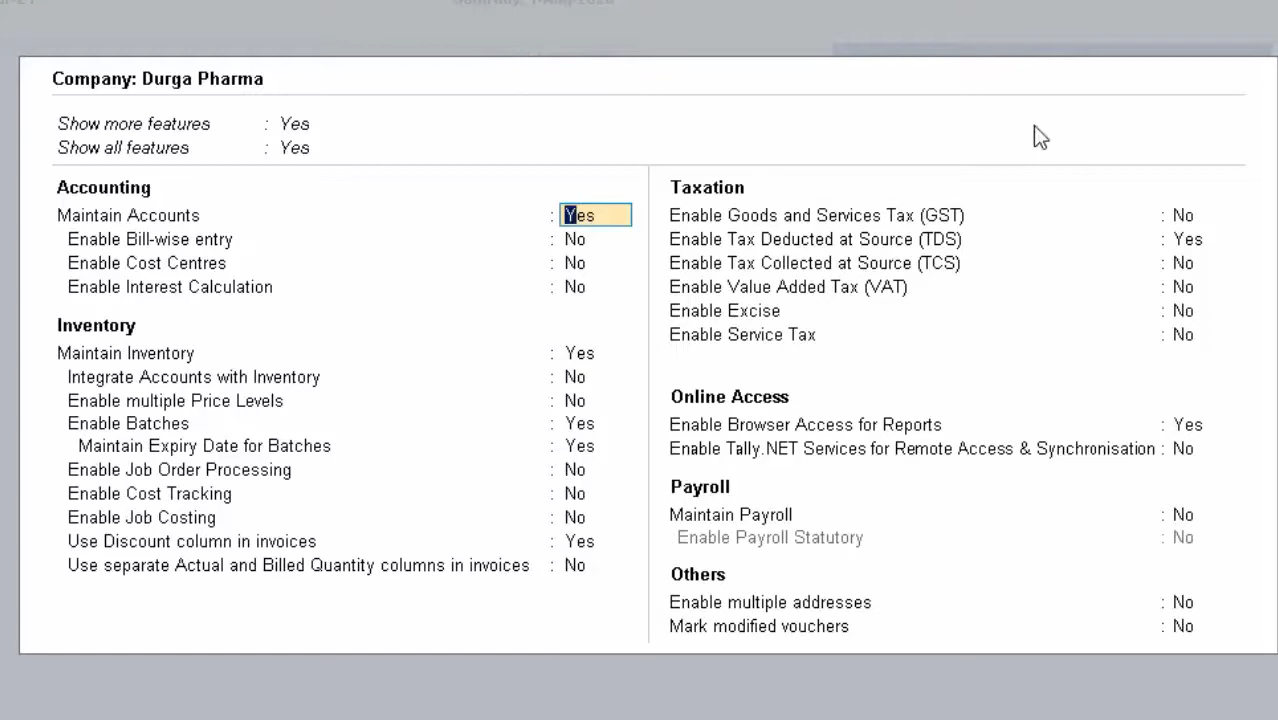 Company: Durga Pharma
Show more features : Yes
Show all features : Yes
Accounting
Maintain Accounts : Yes
Enable Bill-wise entry : No
Enable Cost Centres : No
Enable Interest Calculation : No
Inventory
Maintain Inventory : Yes
Integrate Accounts with Inventory : No
Enable multiple Price Levels : No
Enable Batches : Yes
Maintain Expiry Date for Batches : Yes
Enable Job Order Processing : No
Enable Cost Tracking : No
Enable Job Costing : No
Use Discount column in invoices : Yes
Use separate Actual and Billed Quantity columns in invoices : No
Taxation
Enable Goods and Services Tax (GST) : No
Enable Tax Deducted at Source (TDS) : Yes
Enable Tax Collected at Source (TCS) : No
Enable Value Added Tax (VAT) : No
Enable Excise : No
Enable Service Tax : No
Online Access
Enable Browser Access for Reports : Yes
Enable Tally.NET Services for Remote Access & Synchronisation : No
Payroll
Maintain Payroll : No
Enable Payroll Statutory : No
Others
Enable multiple addresses : No
Mark modified vouchers : No